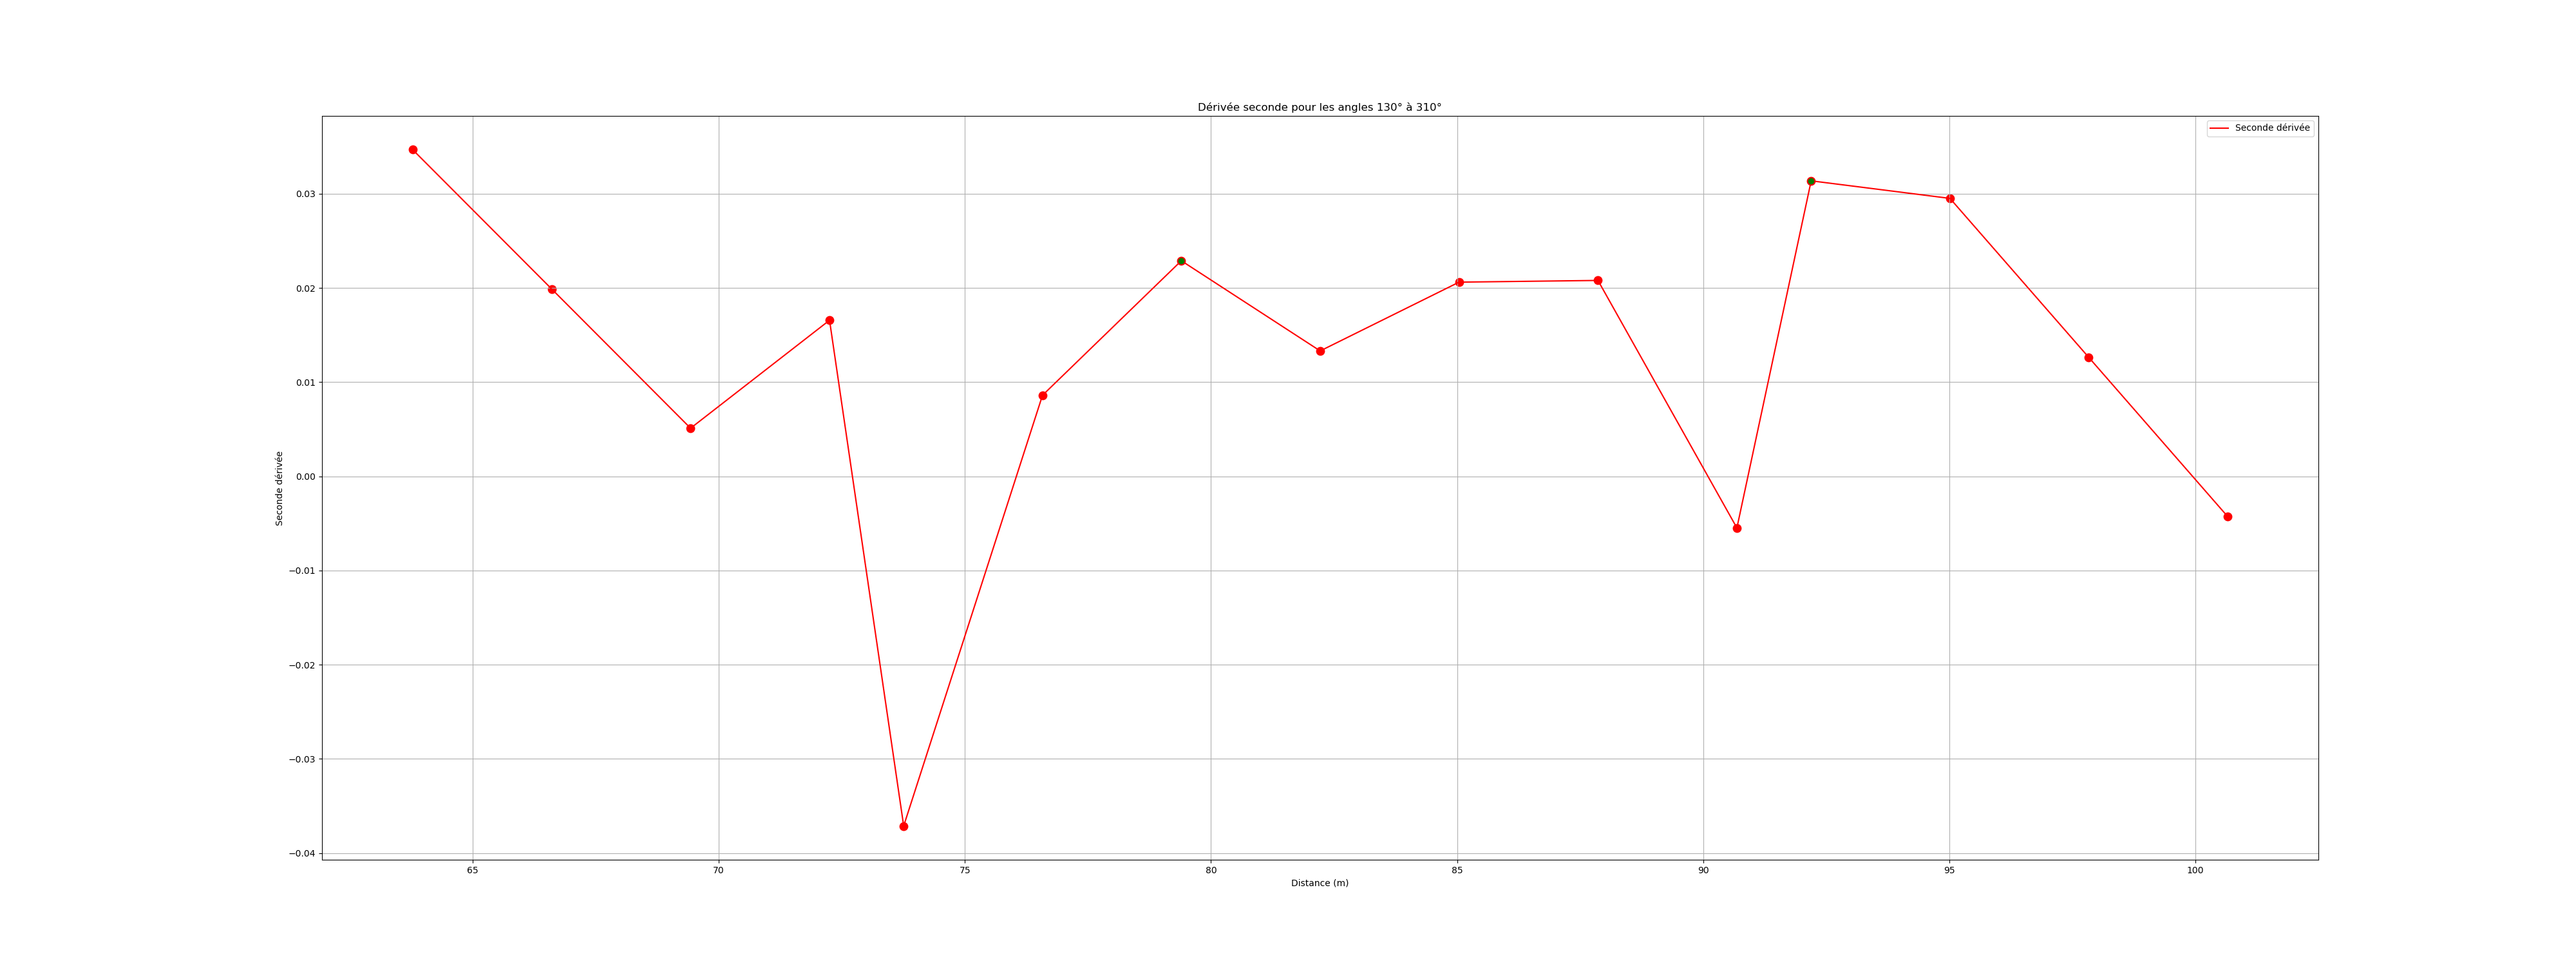 Dérivée seconde pour les angles 130° à 310°
Seconde dérivée
0.03
0.02
0.01
0.00
−0.01
−0.02
−0.03
−0.04
Seconde dérivée
65 70 75 80 85 90 95 100
Distance (m)